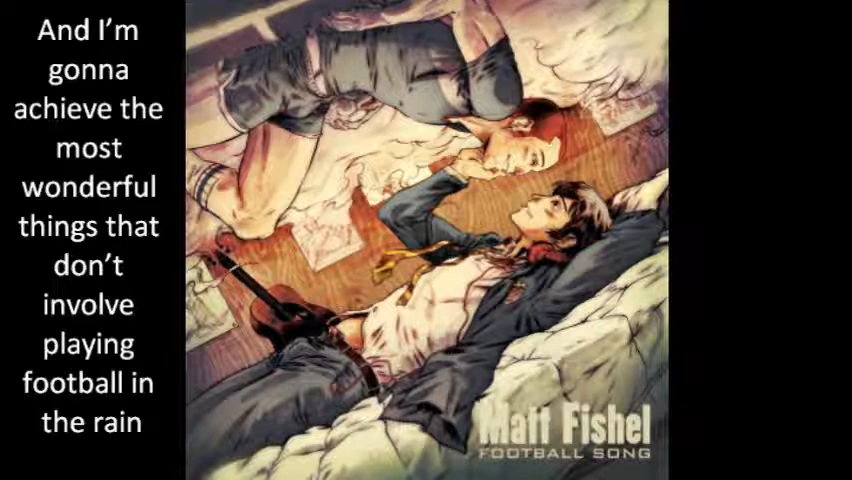 And I’m
gonna
achieve the
most
wonderful
things that
don’t
involve
playing
football in
the rain
Matt Fishel
FOOTBALL SONG